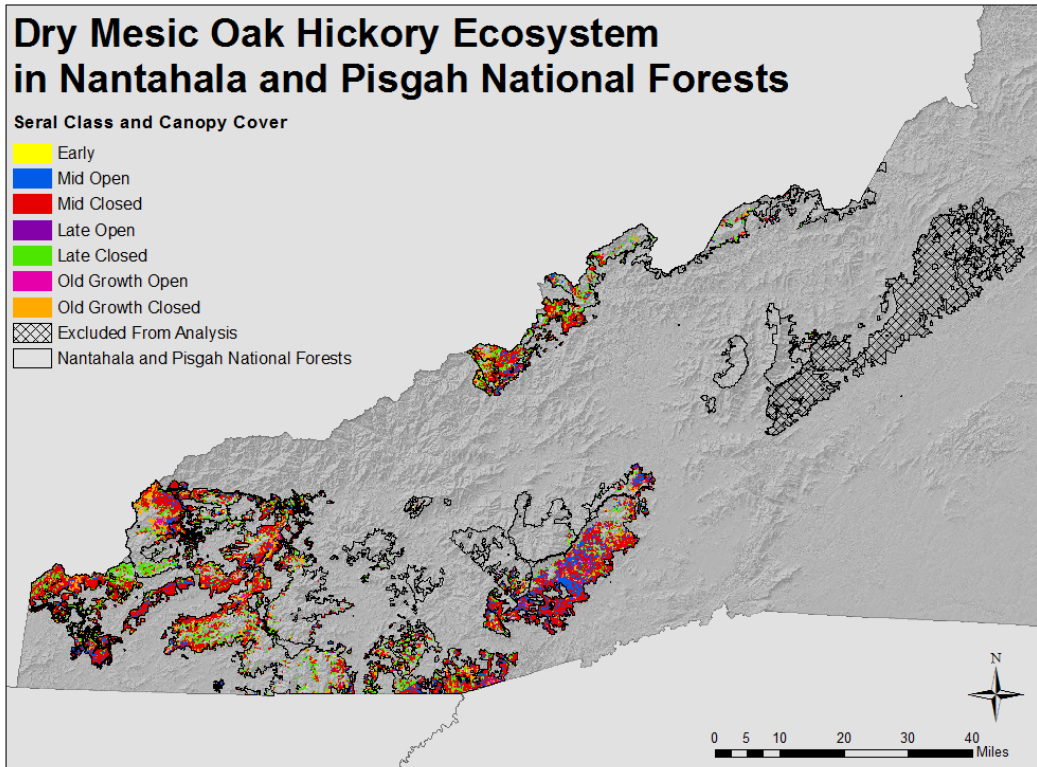 Dry Mesic Oak Hickory Ecosystem
in Nantahala and Pisgah National Forests
Seral Class and Canopy Cover
Early
Mid Open
Mid Closed
Late Open
Late Closed
Old Growth Open
Old Growth Closed
Excluded From Analysis
Nantahala and Pisgah National Forests
N
0 5 10 20 30 40
Miles